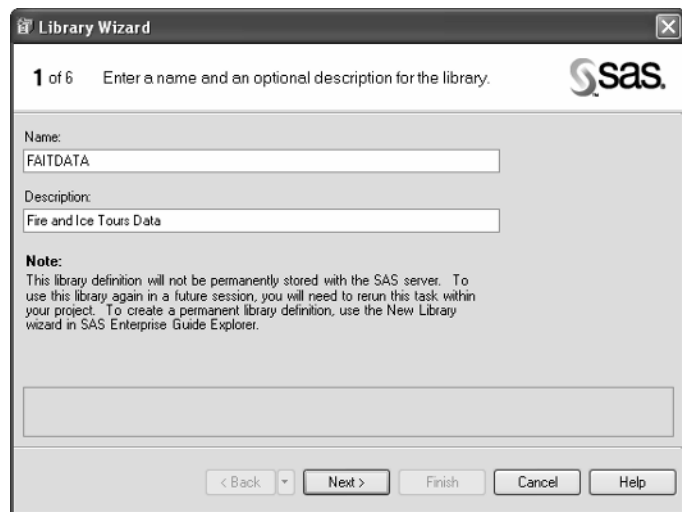 Library Wizard
1 of 6 Enter a name and an optional description for the library.
sas.
Name:
FAITDATA
Description:
Fire and Ice Tours Data
Note:
This library definition will not be permanently stored with the SAS server. To
use this library again in a future session, you will need to rerun this task within
your project. To create a permanent library definition, use the New Library
wizard in SAS Enterprise Guide Explorer.
< Back Next > Finish Cancel Help